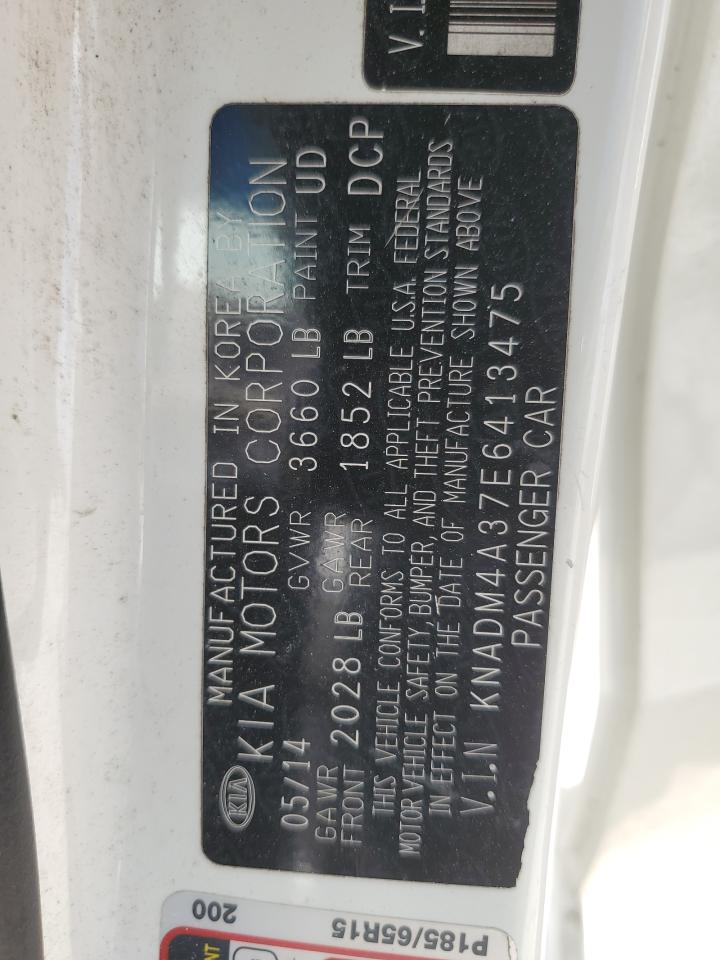 V.I
MANUFACTURED IN KOREA BY
KIA KIA MOTORS CORPORATION
05/14 GVWR 3660 LB PAINT UD
GAWR FRONT 2028 LB GAWR REAR 1852 LB TRIM DCP
THIS VEHICLE CONFORMS TO ALL APPLICABLE U.S.A. FEDERAL
MOTOR VEHICLE SAFETY, BUMPER, AND THEFT PREVENTION STANDARDS
IN EFFECT ON THE DATE OF MANUFACTURE SHOWN ABOVE
V.I.N KNADM4A37E6413475
PASSENGER CAR
200
P185/65R15